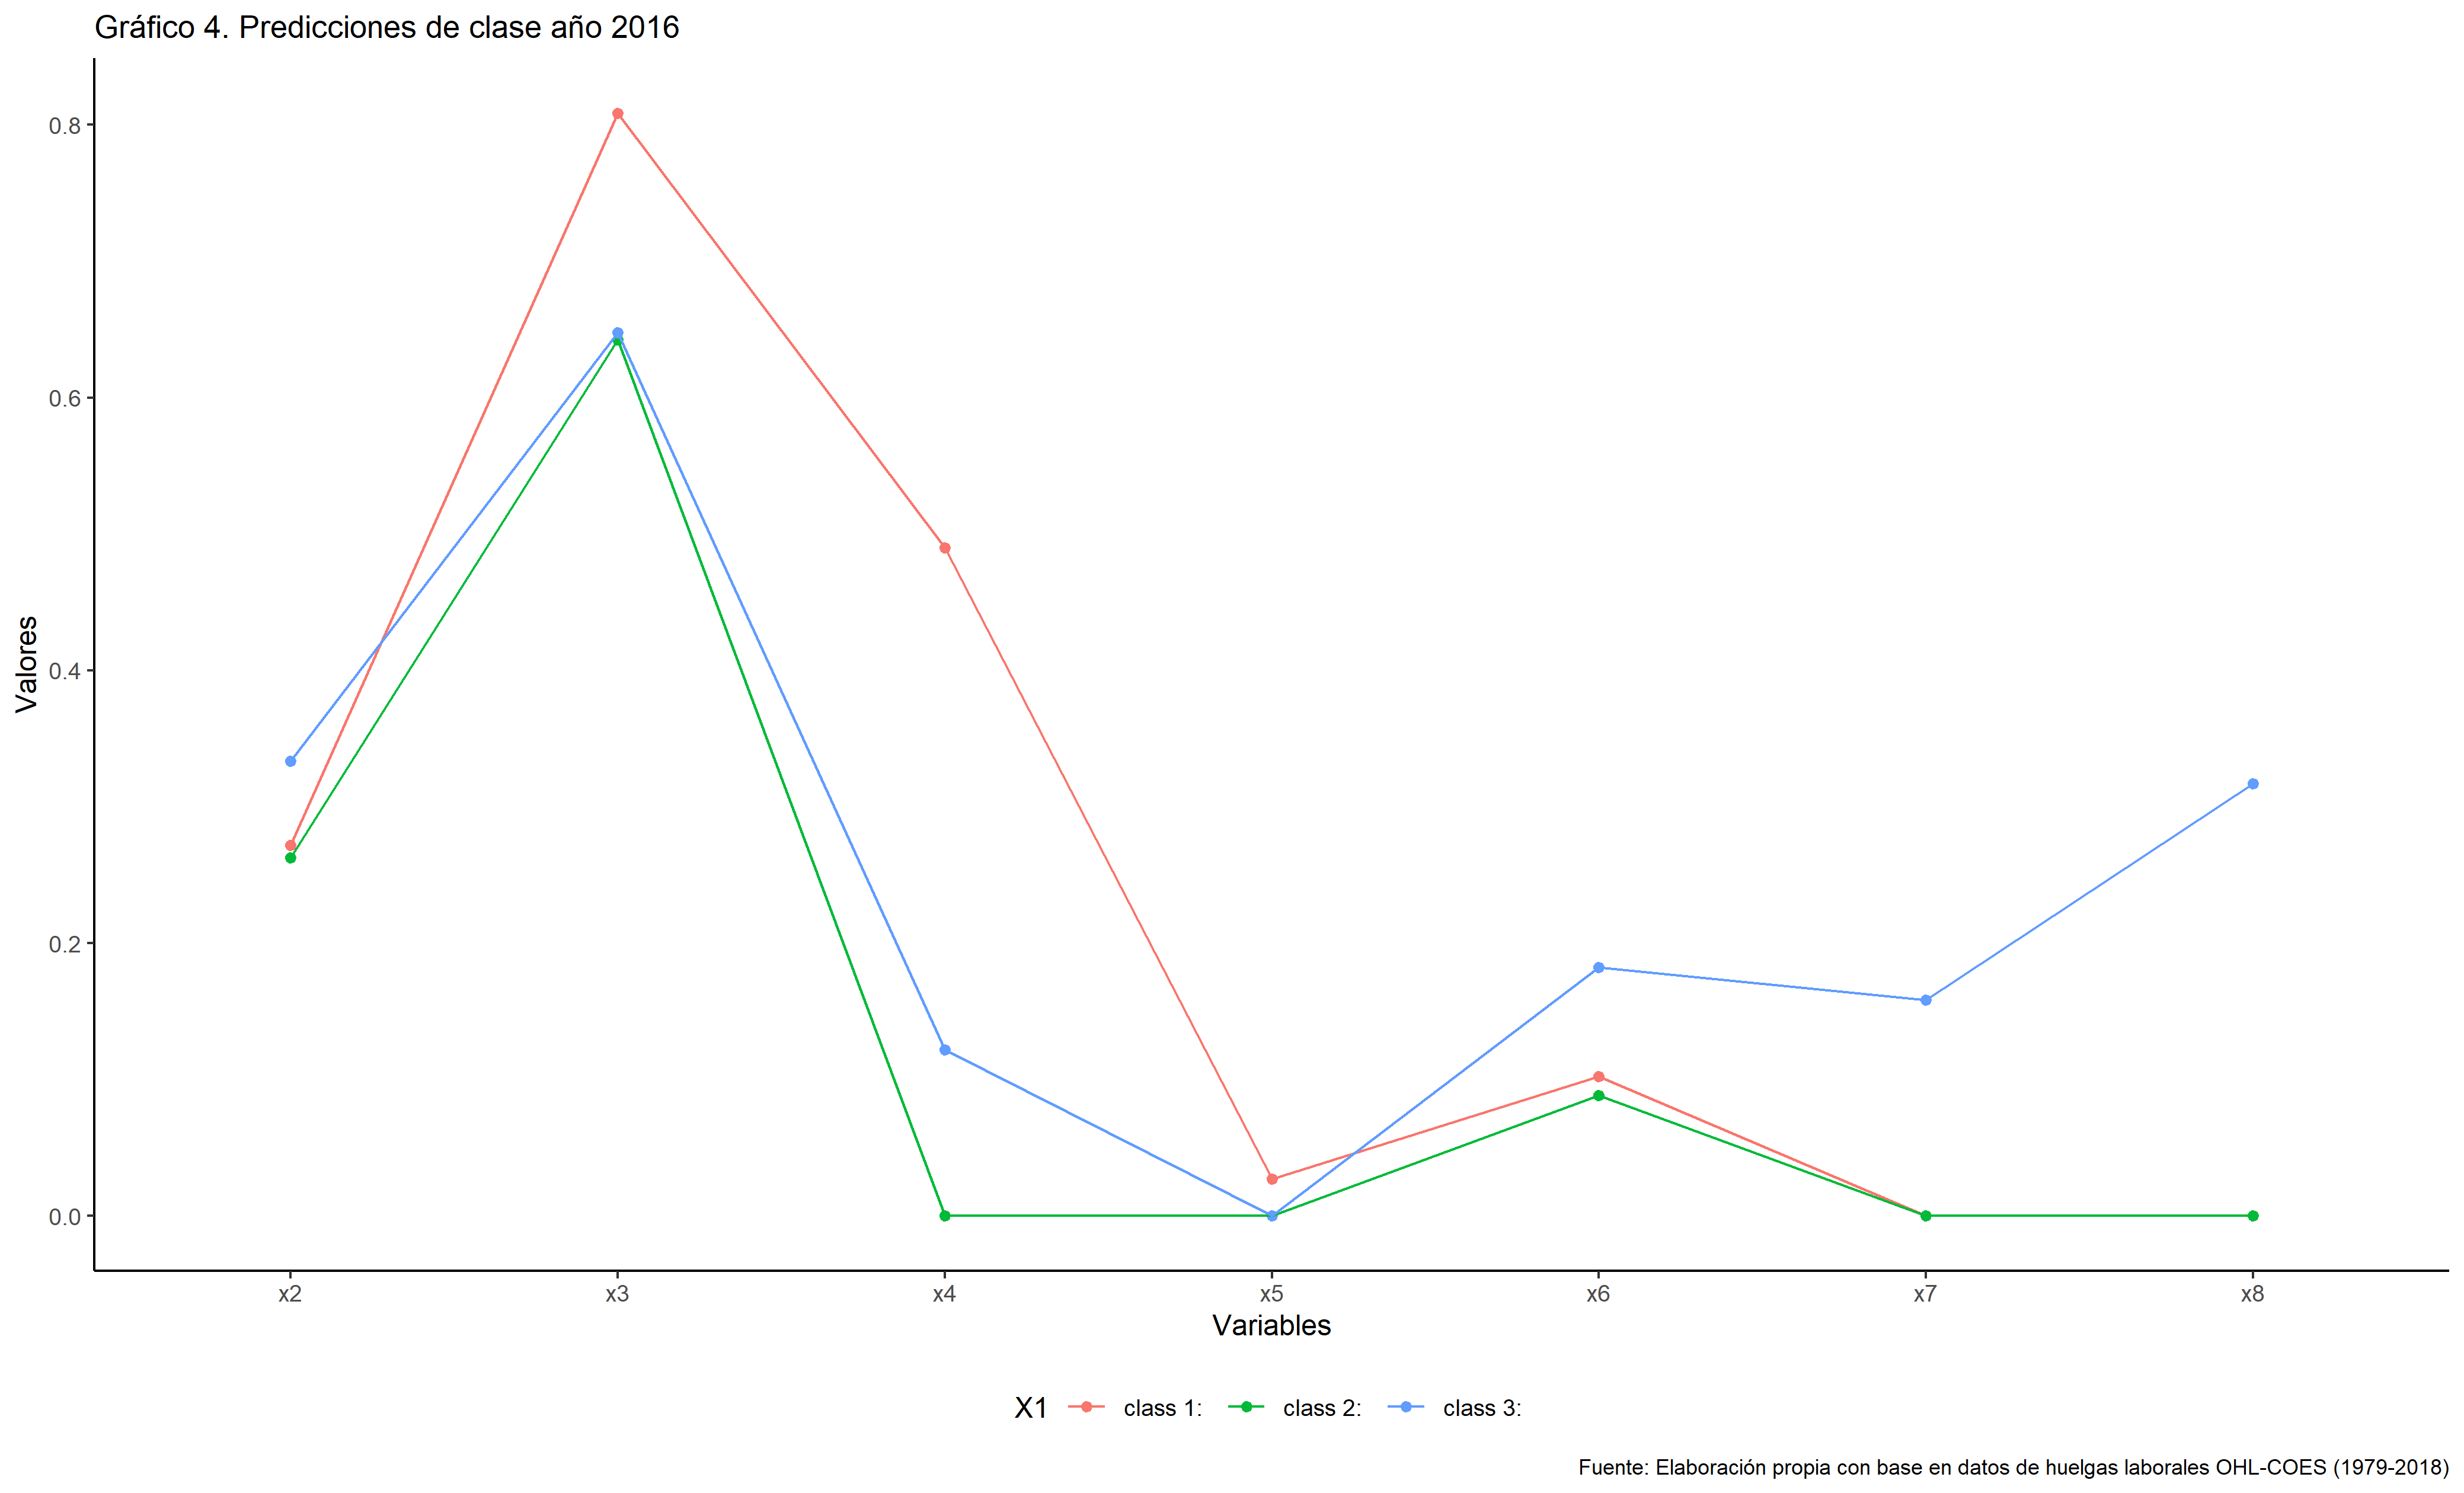 Gráfico 4. Predicciones de clase año 2016
Valores
0.8
0.6
0.4
0.2
0.0
x2 x3 x4 x5 x6 x7 x8
Variables
X1 class 1: class 2: class 3:
Fuente: Elaboración propia con base en datos de huelgas laborales OHL-COES (1979-2018)